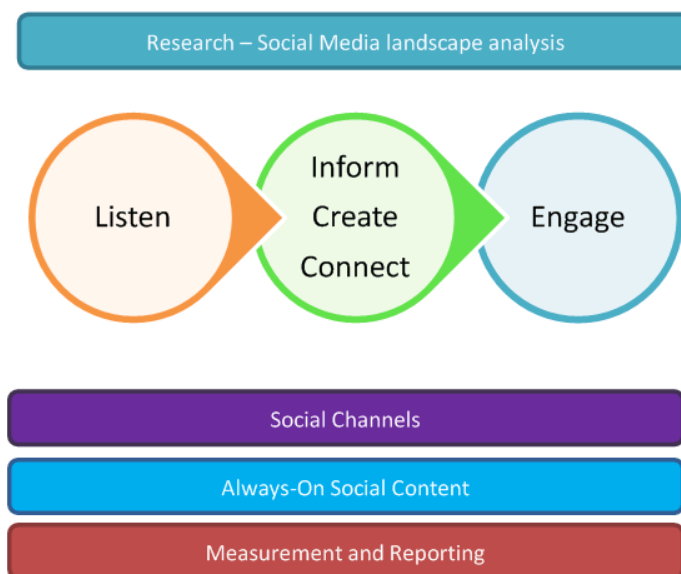 Research – Social Media landscape analysis
Listen
Inform
Create
Connect
Engage
Social Channels
Always-On Social Content
Measurement and Reporting